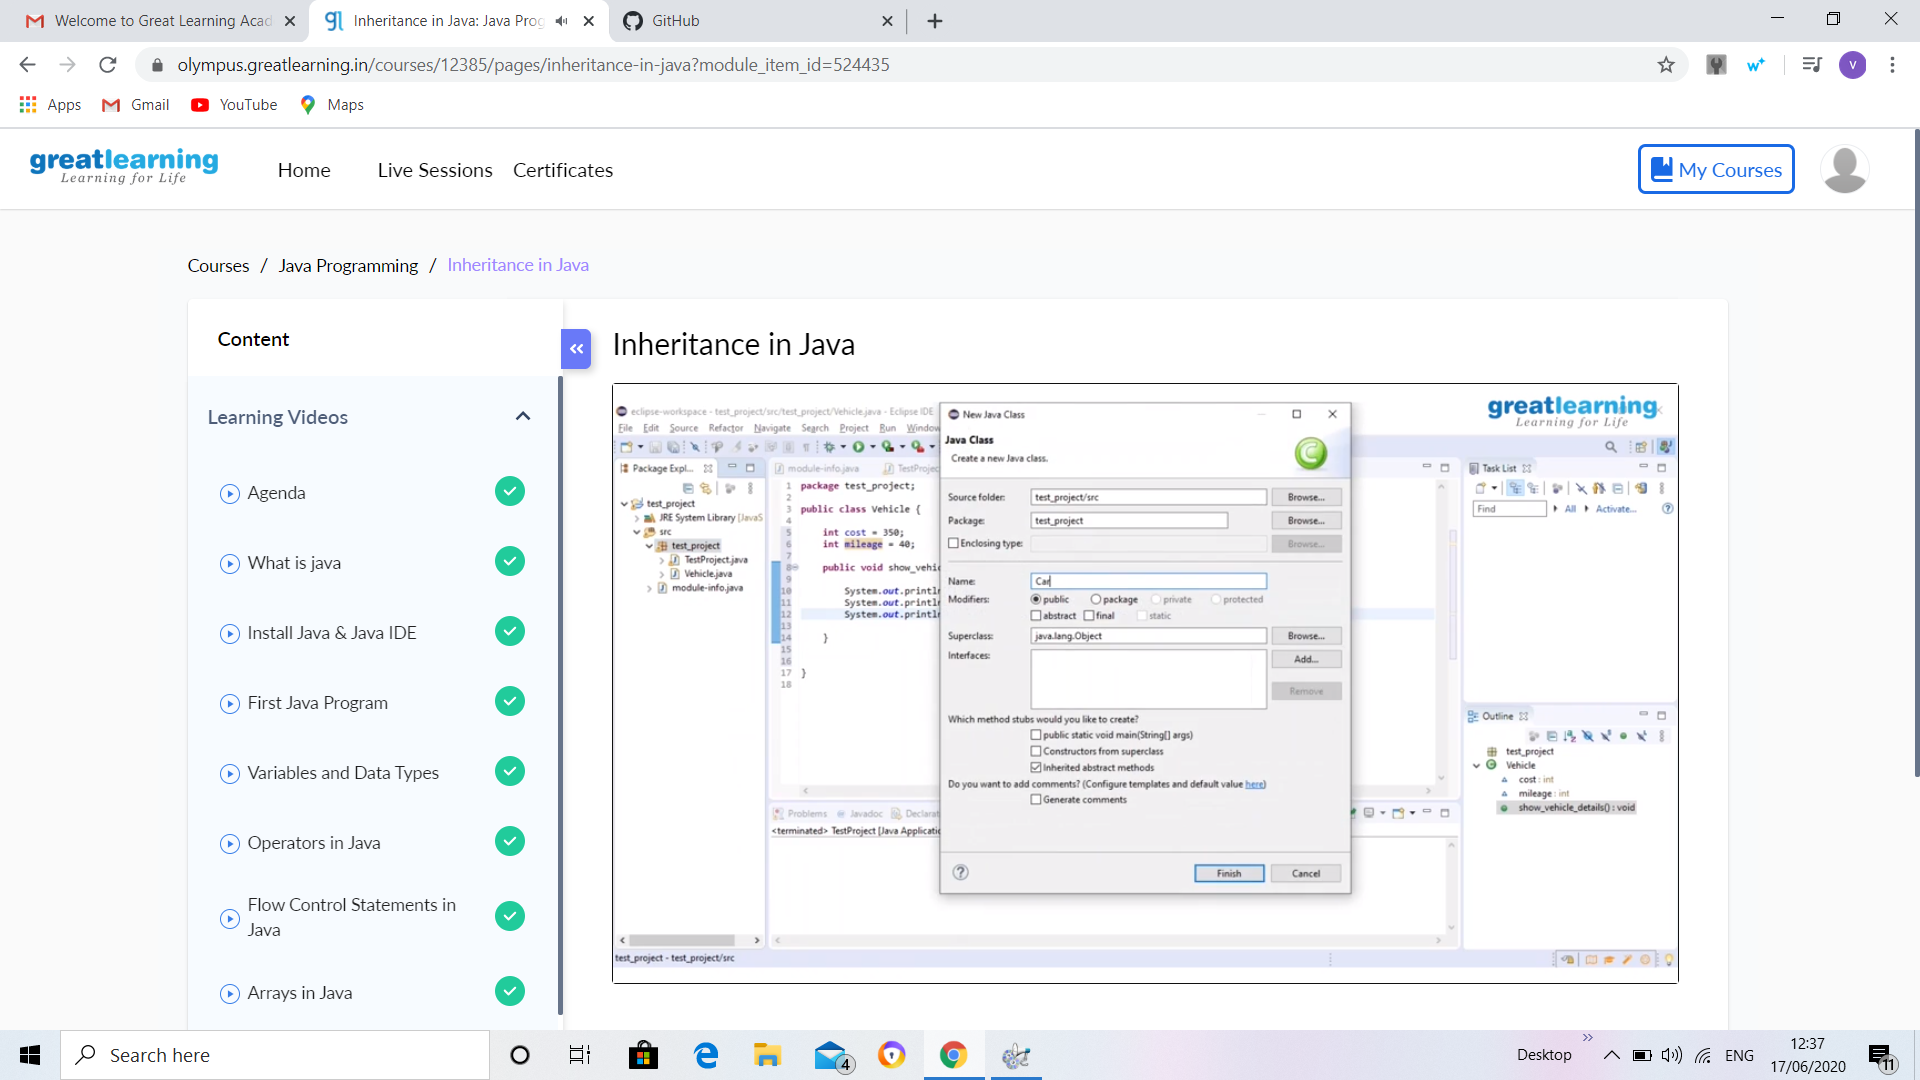 Welcome to Great Learning Acad
Inheritance in Java: Java Prog
GitHub
olympus.greatlearning.in/courses/12385/pages/inheritance-in-java?module_item_id=524435
w+
V
Apps
Gmail
YouTube
Maps
greatlearning
Learning for Life
Home
Live Sessions
Certificates
My Courses
Courses / Java Programming / Inheritance in Java
Content
Learning Videos
Agenda
What is java
Install Java & Java IDE
First Java Program
Variables and Data Types
Operators in Java
Flow Control Statements in
Java
Arrays in Java
Inheritance in Java
eclipse-workspace - test_project/src/test_project/Vehicle.java - Eclipse IDE
greatlearning
Learning for Life
File Edit Source Refactor Navigate Search Project Run Window
Package Expl...
test_project
JRE System Library [JavaS
src
test_project
TestProject.java
Vehicle.java
module-info.java
module-info.java
TestProjec
1 package test_project;
2
3 public class Vehicle {
4
5 int cost = 350;
6 int mileage = 40;
7
8 public void show_vehic
9
10 System.out.println
11 System.out.println
12 System.out.println
13
14 }
15
16
17 }
18
New Java Class
Java Class
Create a new Java class.
Source folder: test_project/src Browse...
Package: test_project Browse...
Enclosing type: Browse...
Name: Car
Modifiers: public package private protected
abstract final static
Superclass: java.lang.Object Browse...
Interfaces: Add...
Remove
Which method stubs would you like to create?
public static void main(String[] args)
Constructors from superclass
Inherited abstract methods
Do you want to add comments? (Configure templates and default value here)
Generate comments
Finish
Cancel
Task List
Find
All
Activate...
Outline
test_project
Vehicle
cost : int
mileage : int
show_vehicle_details() : void
Problems
Javadoc
Declarat
<terminated> TestProject [Java Applicatio
test_project - test_project/src
Search here
4
Desktop
ENG
12:37
17/06/2020
11